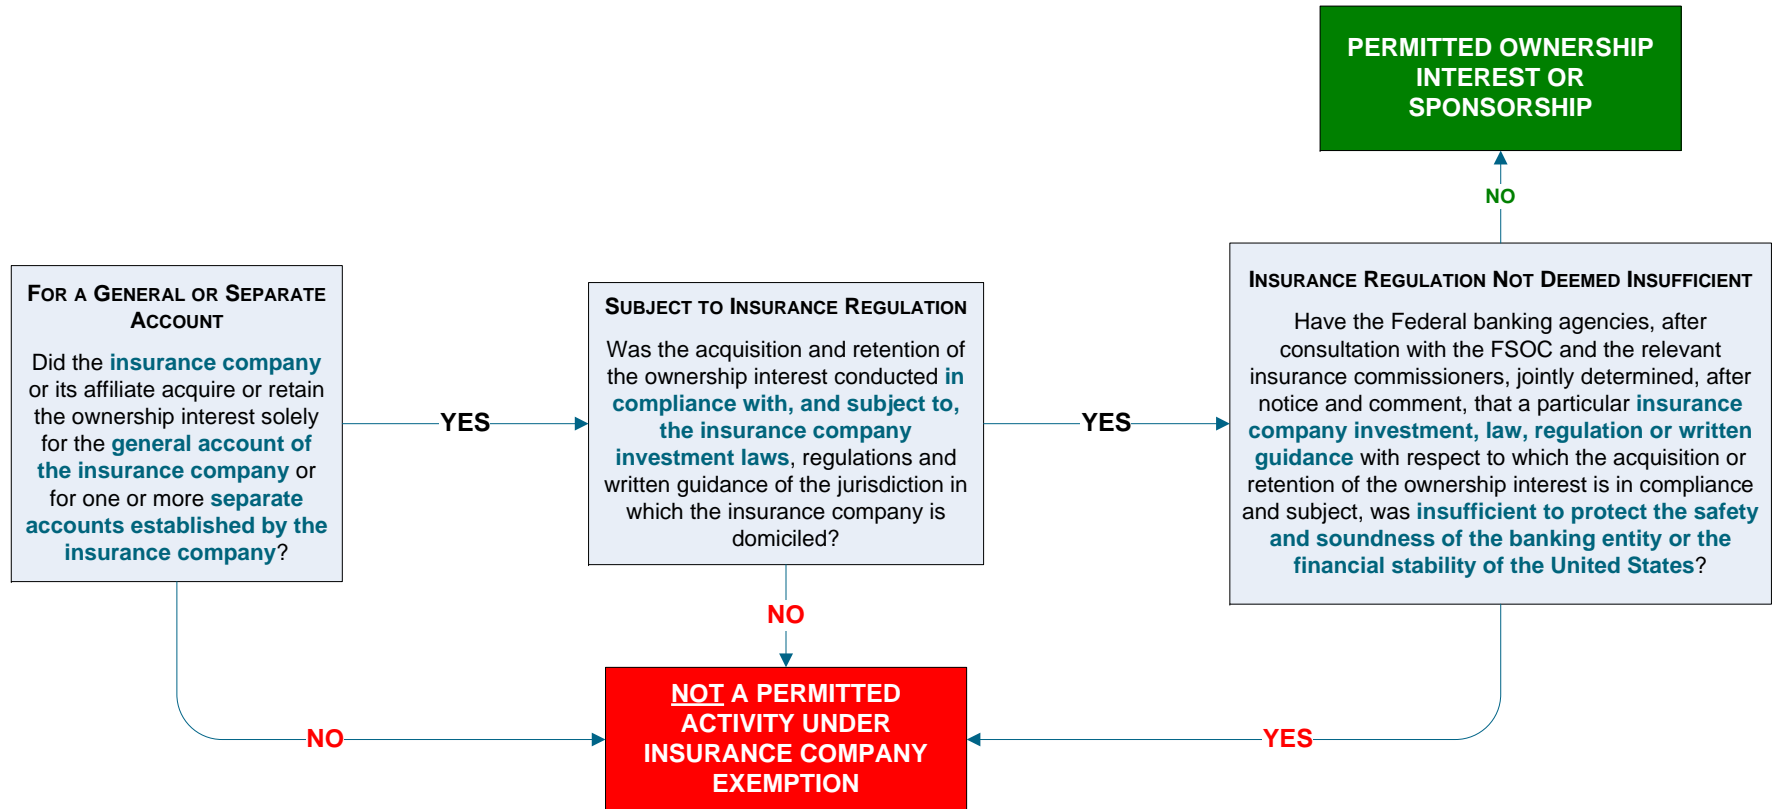 PERMITTED OWNERSHIP
INTEREST OR
SPONSORSHIP
NO
FOR A GENERAL OR SEPARATE
ACCOUNT
Did the insurance company
or its affiliate acquire or retain
the ownership interest solely
for the general account of
the insurance company or
for one or more separate
accounts established by the
insurance company?
YES
SUBJECT TO INSURANCE REGULATION
Was the acquisition and retention of
the ownership interest conducted in
compliance with, and subject to,
the insurance company
investment laws, regulations and
written guidance of the jurisdiction in
which the insurance company is
domiciled?
YES
INSURANCE REGULATION NOT DEEMED INSUFFICIENT
Have the Federal banking agencies, after
consultation with the FSOC and the relevant
insurance commissioners, jointly determined, after
notice and comment, that a particular insurance
company investment, law, regulation or written
guidance with respect to which the acquisition or
retention of the ownership interest is in compliance
and subject, was insufficient to protect the safety
and soundness of the banking entity or the
financial stability of the United States?
NO
NO
YES
NOT A PERMITTED
ACTIVITY UNDER
INSURANCE COMPANY
EXEMPTION